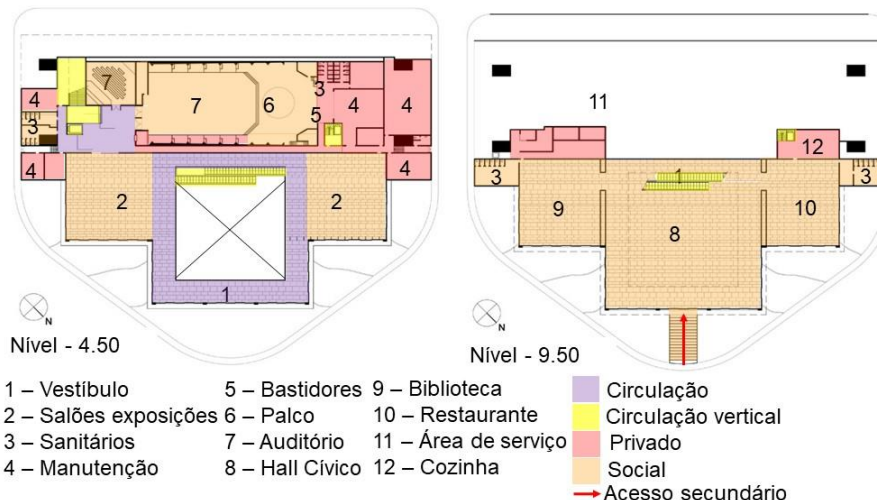 7
4
3
7
6
3
5
4
4
4
4
2
2
1
N
Nível - 4.50
11
12
3
1
3
9
8
10
N
Nível - 9.50
1 – Vestíbulo
2 – Salões exposições
3 – Sanitários
4 – Manutenção
5 – Bastidores
6 – Palco
7 – Auditório
8 – Hall Cívico
9 – Biblioteca
10 – Restaurante
11 – Área de serviço
12 – Cozinha
Circulação
Circulação vertical
Privado
Social
Acesso secundário